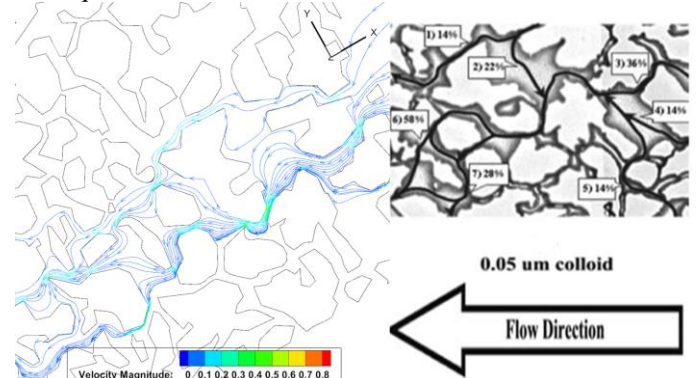 Y
X
1) 14%
2) 22%
3) 36%
4) 14%
6) 58%
7) 28%
5) 14%
0.05 um colloid
Flow Direction
Velocity Magnitude: 0 0.1 0.2 0.3 0.4 0.5 0.6 0.7 0.8